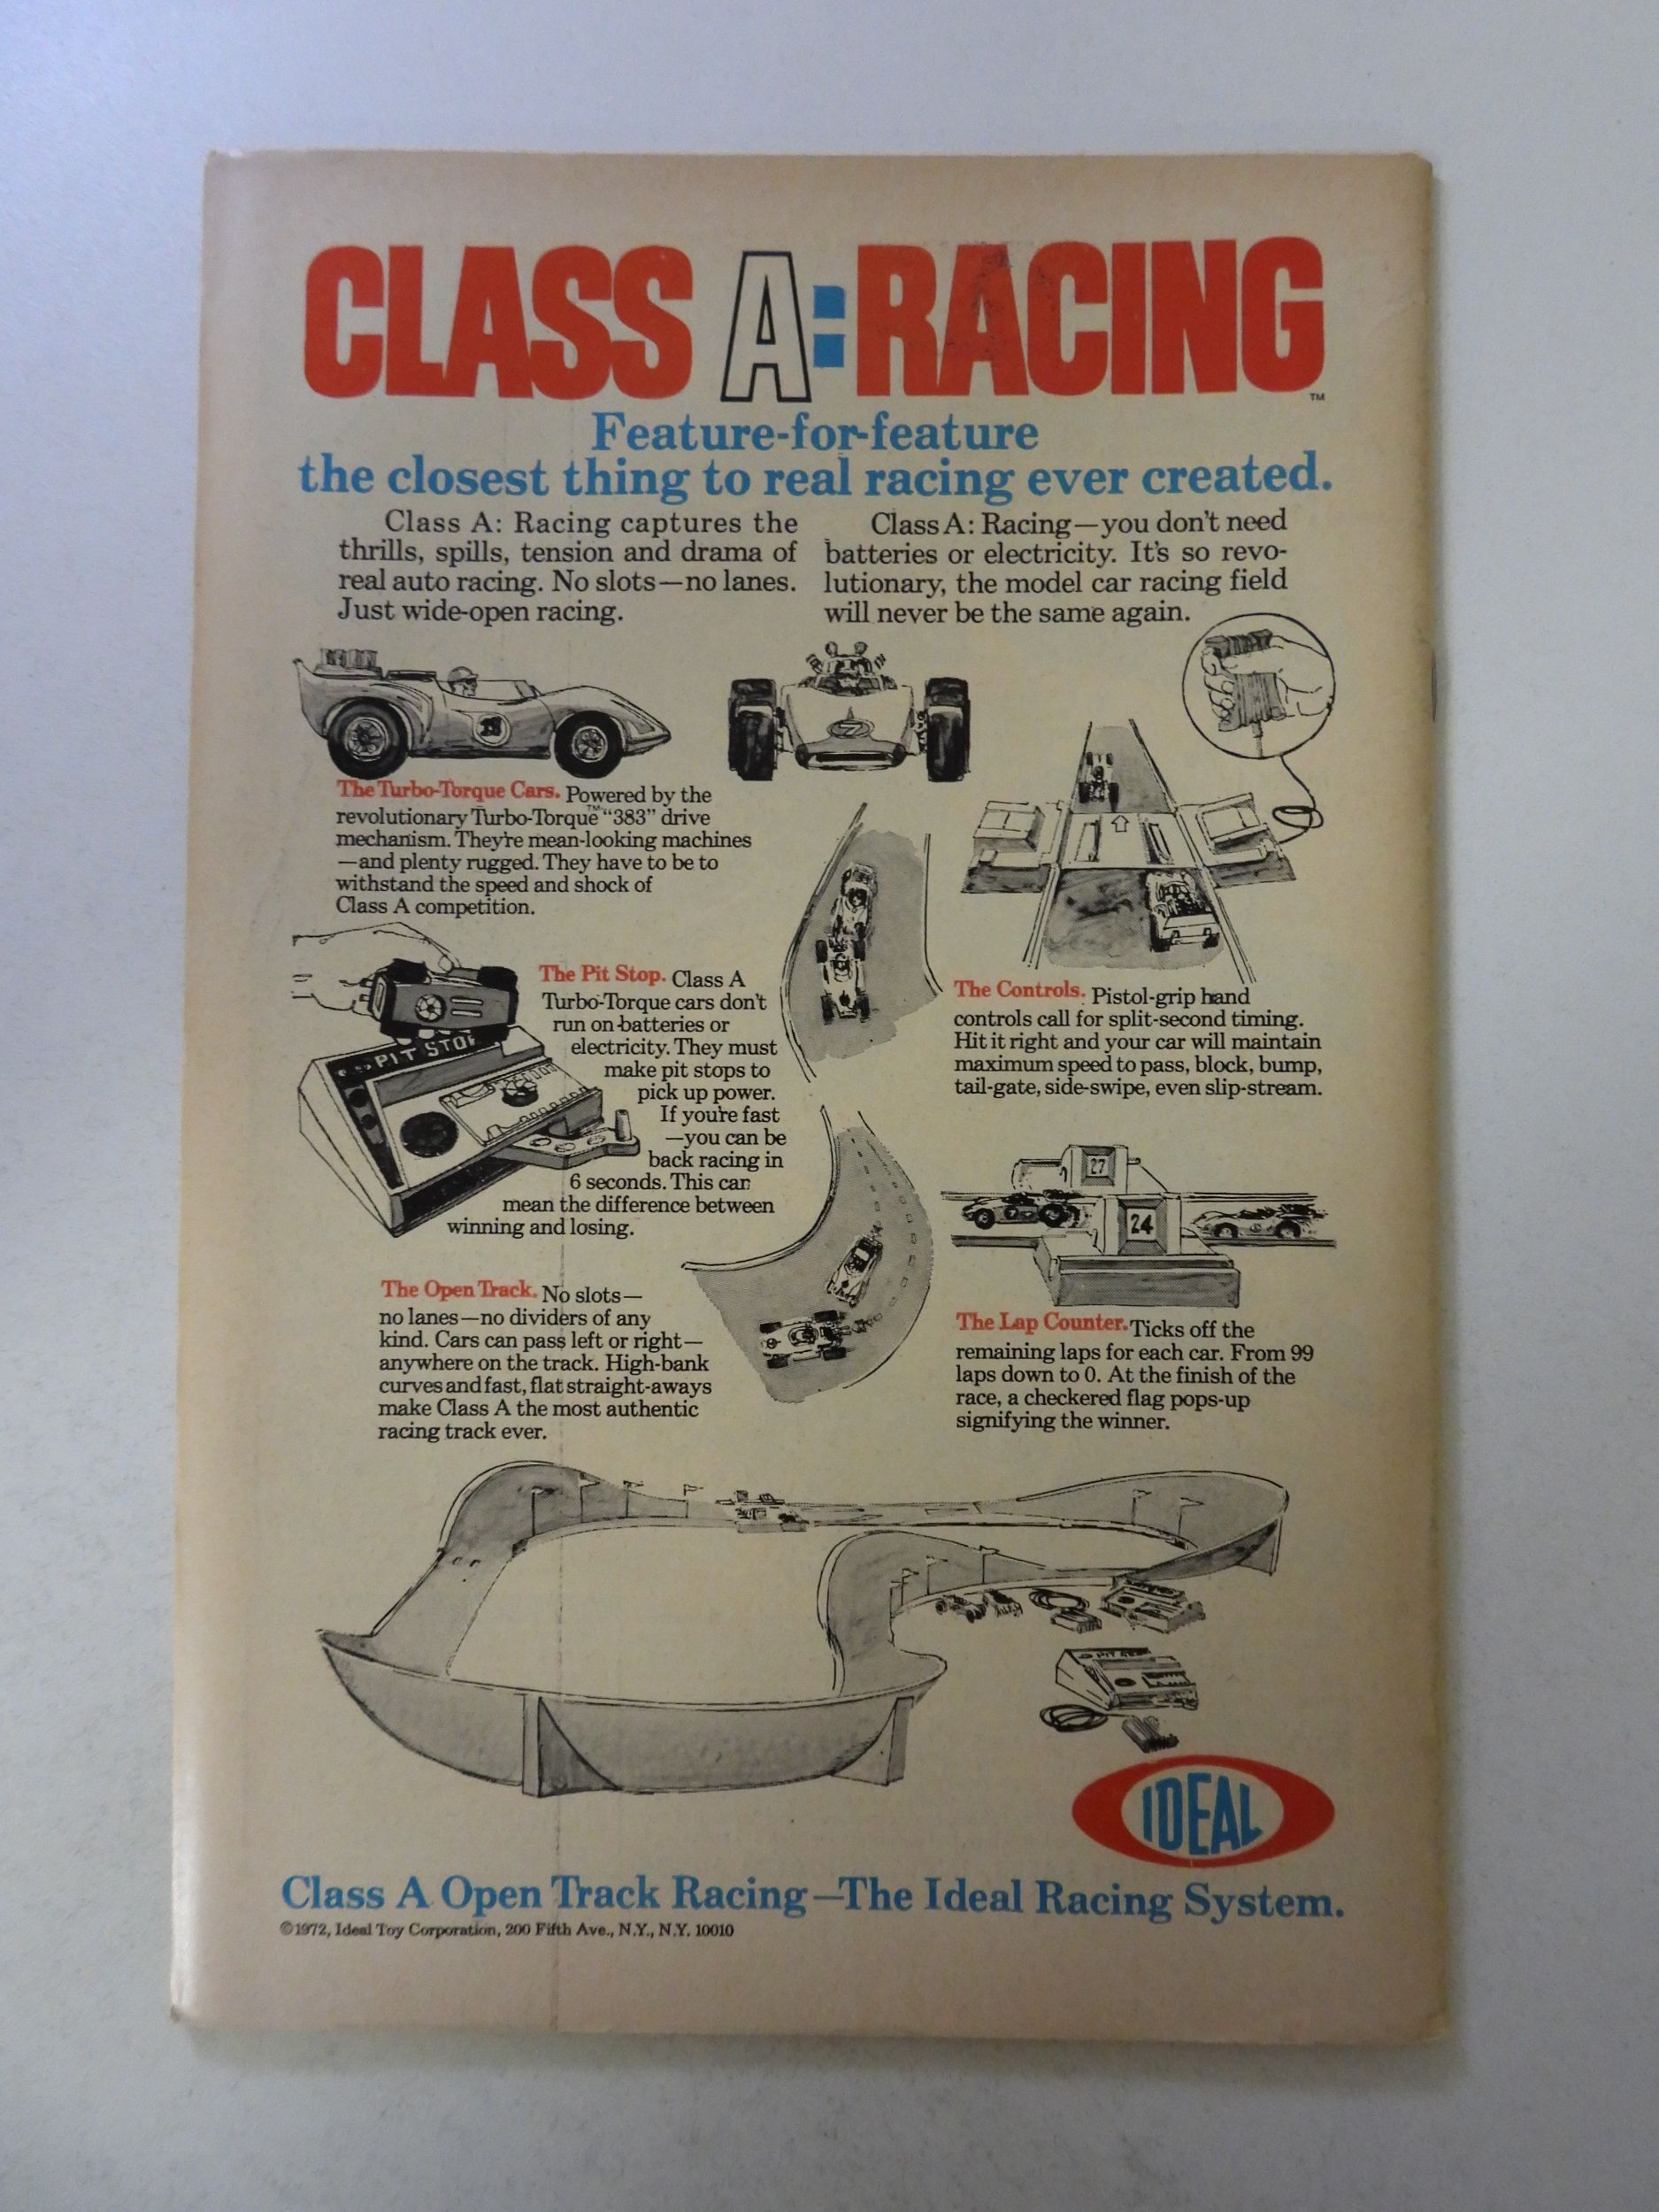 CLASS A: RACING
TM
Feature-for-feature
the closest thing to real racing ever created.
Class A: Racing captures the
thrills, spills, tension and drama of
real auto racing. No slots—no lanes.
Just wide-open racing.
Class A: Racing—you don't need
batteries or electricity. It's so revo-
lutionary, the model car racing field
will never be the same again.
7
The Turbo-Torque Cars. Powered by the
revolutionary Turbo-Torque™ "383" drive
mechanism. They're mean-looking machines
—and plenty rugged. They have to be to
withstand the speed and shock of
Class A competition.
PIT STOP
The Pit Stop. Class A
Turbo-Torque cars don't
run on batteries or
electricity. They must
make pit stops to
pick up power.
If you're fast
—you can be
back racing in
6 seconds. This can
mean the difference between
winning and losing.
The Controls. Pistol-grip hand
controls call for split-second timing.
Hit it right and your car will maintain
maximum speed to pass, block, bump,
tail-gate, side-swipe, even slip-stream.
27
24
The Open Track. No slots—
no lanes—no dividers of any
kind. Cars can pass left or right—
anywhere on the track. High-bank
curves and fast, flat straight-aways
make Class A the most authentic
racing track ever.
The Lap Counter. Ticks off the
remaining laps for each car. From 99
laps down to 0. At the finish of the
race, a checkered flag pops-up
signifying the winner.
IDEAL
Class A Open Track Racing—The Ideal Racing System.
©1972, Ideal Toy Corporation, 200 Fifth Ave., N.Y., N.Y. 10010